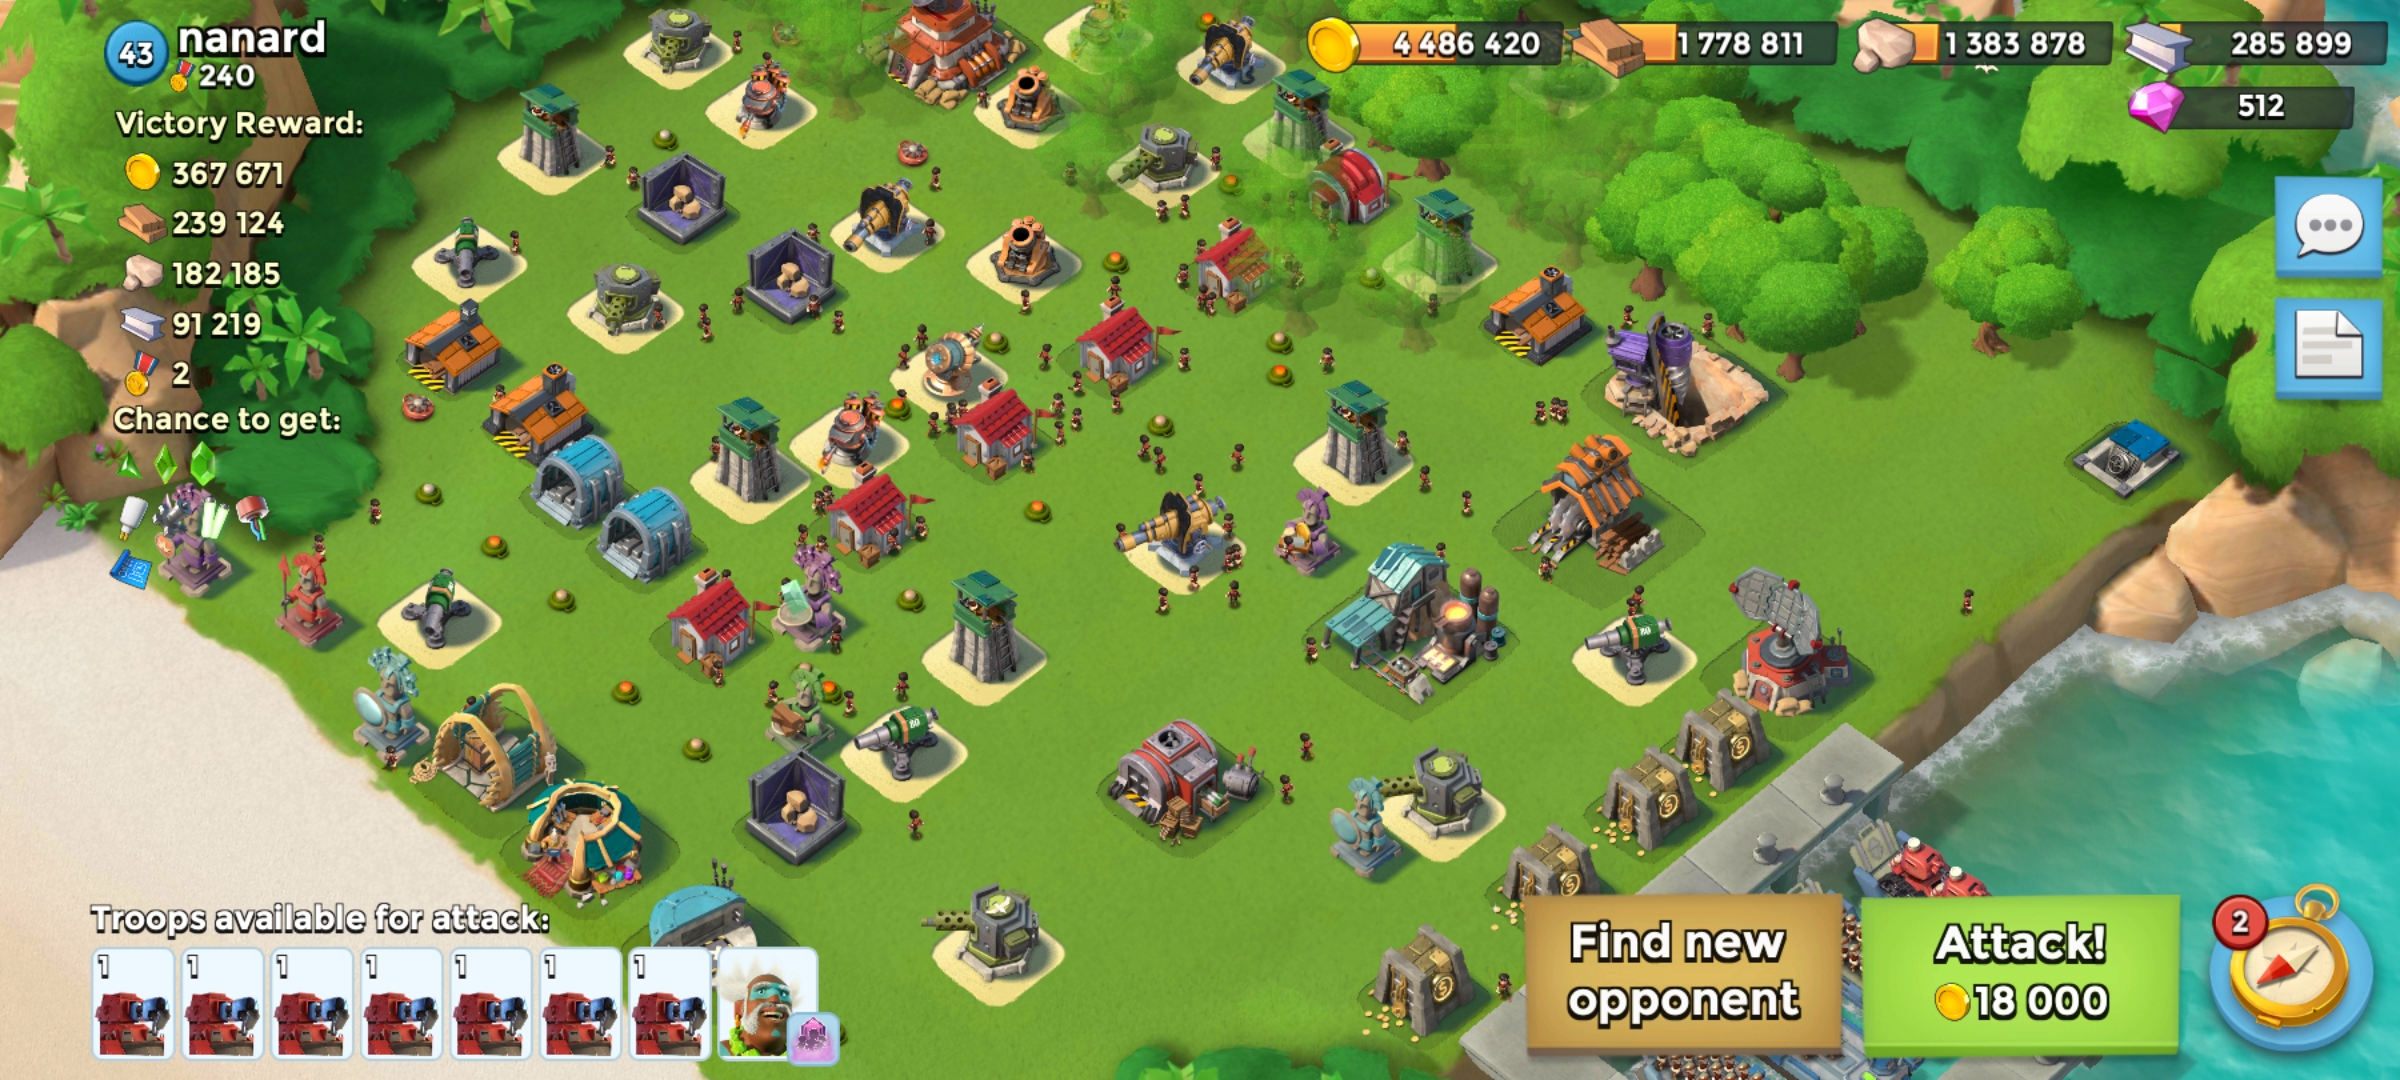 43
nanard
240
Victory Reward:
367 671
239 124
182 185
91 219
2
Chance to get:
4 486 420
1 778 811
1 383 878
285 899
512
80
80
Troops available for attack:
1
1
1
1
1
1
1
Find new
opponent
Attack!
18 000
2